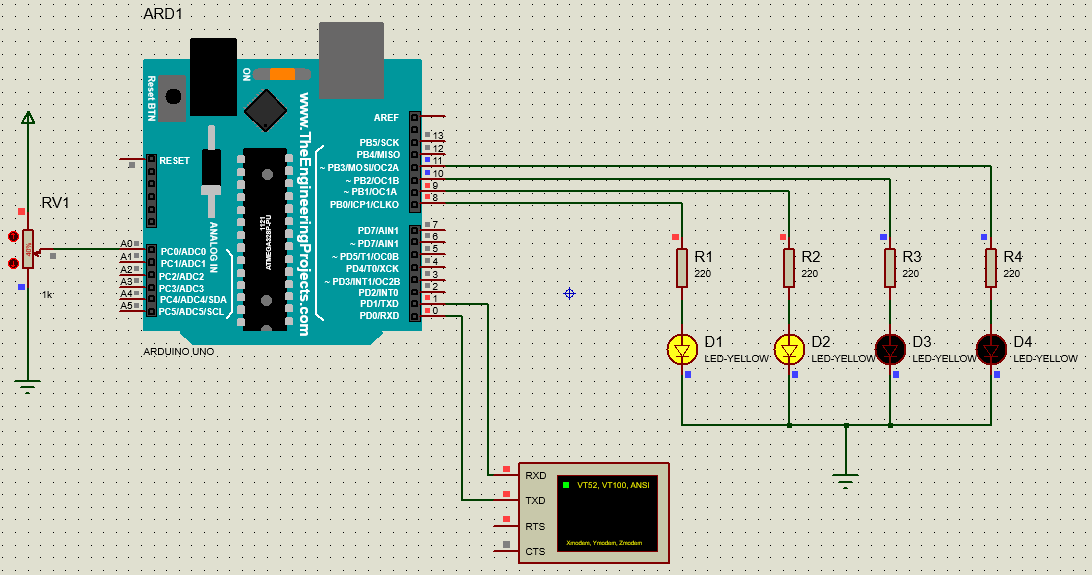 ARD1
ON
Reset BTN
www.TheEngineeringProjects.com
1121
ATMEGA328P-PU
ANALOG IN
RESET
AREF
PB5/SCK
13
PB4/MISO
12
~ PB3/MOSI/OC2A
11
~ PB2/OC1B
10
~ PB1/OC1A
9
PB0/ICP1/CLKO
8
PD7/AIN1
7
~ PD7/AIN1
6
~ PD5/T1/OC0B
5
PD4/T0/XCK
4
~ PD3/INT1/OC2B
3
PD2/INT0
2
PD1/TXD
1
PD0/RXD
0
A0
PC0/ADC0
A1
PC1/ADC1
A2
PC2/ADC2
A3
PC3/ADC3
A4
PC4/ADC4/SDA
A5
PC5/ADC5/SCL
ARDUINO UNO
RV1
1k
R1
220
R2
220
R3
220
R4
220
D1
LED-YELLOW
D2
LED-YELLOW
D3
LED-YELLOW
D4
LED-YELLOW
RXD
TXD
RTS
CTS
VT52, VT100, ANSI
Xmodem, Ymodem, Zmodem